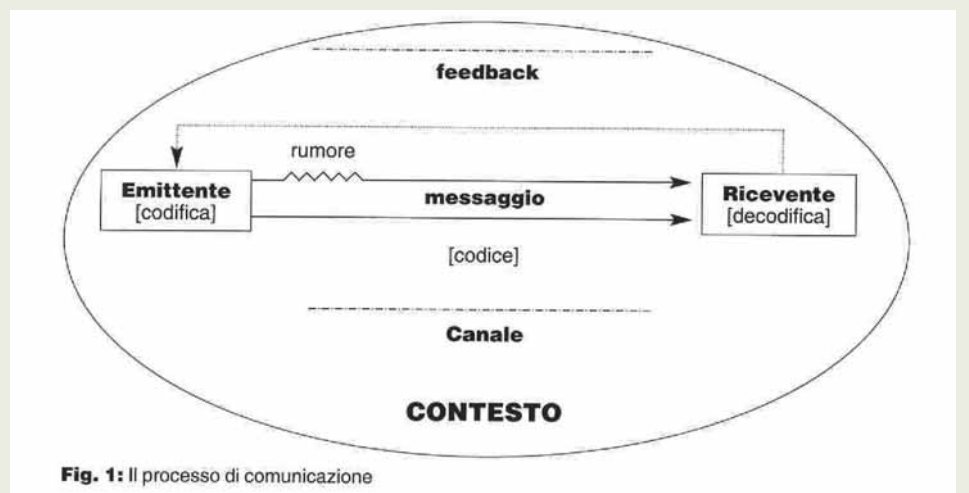 feedback
rumore
Emittente
[codifica]
messaggio
Ricevente
[decodifica]
[codice]
Canale
CONTESTO
Fig. 1: Il processo di comunicazione